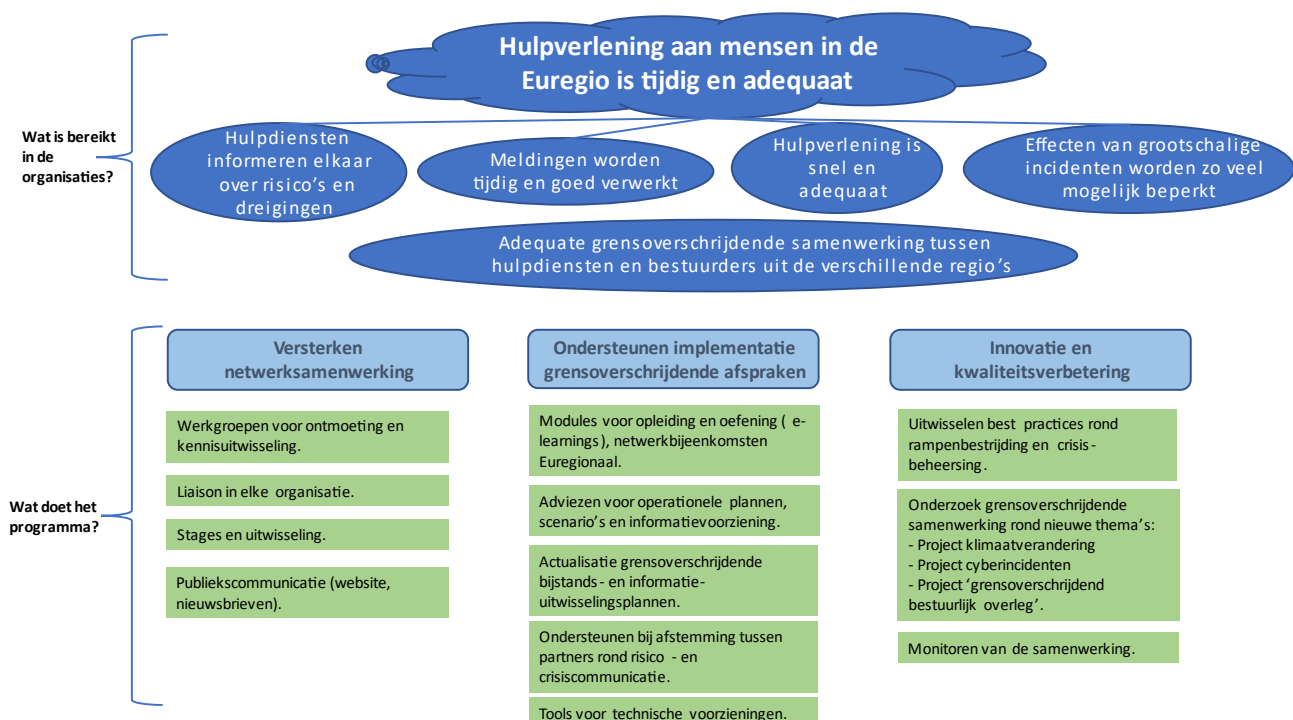 Hulpverlening aan mensen in de
Euregio is tijdig en adequaat
Wat is bereikt
in de
organisaties?
Hulpdiensten
informeren elkaar
over risico's en
dreigingen
Meldingen worden
tijdig en goed verwerkt
Hulpverlening is
snel en
adequaat
Effecten van grootschalige
incidenten worden zo veel
mogelijk beperkt
Adequate grensoverschrijdende samenwerking tussen
hulpdiensten en bestuurders uit de verschillende regio's
Wat doet het
programma?
Versterken
netwerksamenwerking
Werkgroepen voor ontmoeting en
kennisuitwisseling.
Liaison in elke organisatie.
Stages en uitwisseling.
Publiekscommunicatie (website,
nieuwsbrieven).
Ondersteunen implementatie
grensoverschrijdende afspraken
Modules voor opleiding en oefening ( e-
learnings), netwerkbijeenkomsten
Euregionaal.
Adviezen voor operationele plannen,
scenario's en informatievoorziening.
Actualisatie grensoverschrijdende
bijstands- en informatie-
uitwisselingsplannen.
Ondersteunen bij afstemming tussen
partners rond risico - en
crisiscommunicatie.
Tools voor technische voorzieningen.
Innovatie en
kwaliteitsverbetering
Uitwisselen best practices rond
rampenbestrijding en crisis-
beheersing.
Onderzoek grensoverschrijdende
samenwerking rond nieuwe thema's:
- Project klimaatverandering
- Project cyberincidenten
- Project 'grensoverschrijdend
bestuurlijk overleg'.
Monitoren van de samenwerking.